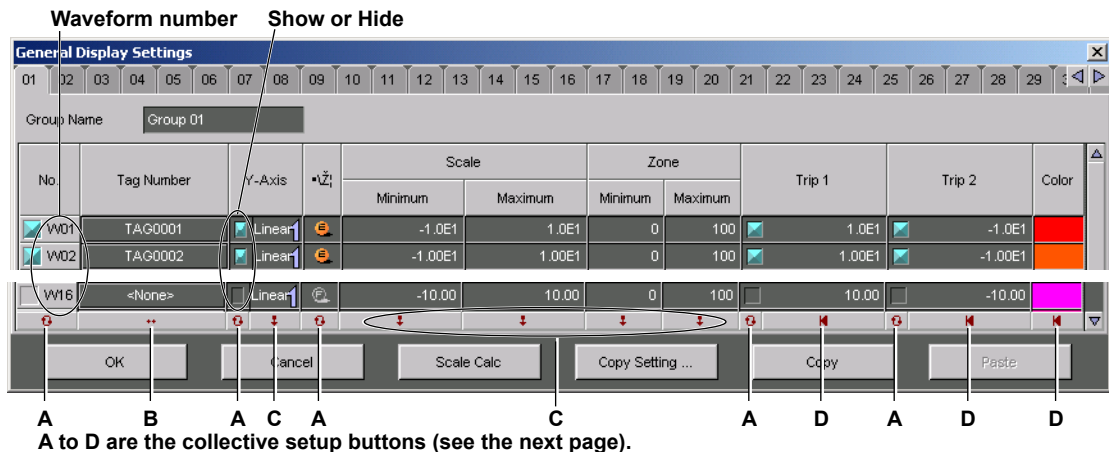 Waveform number Show or Hide
General Display Settings
01 02 03 04 05 06 07 08 09 10 11 12 13 14 15 16 17 18 19 20 21 22 23 24 25 26 27 28 29
Group Name Group 01
No. Tag Number Y-Axis Scale Zone Trip 1 Trip 2 Color
Minimum Maximum Minimum Maximum
W01 TAG0001 Linear 1 E -1.0E1 1.0E1 0 100 1.0E1 -1.0E1
W02 TAG0002 Linear 1 E -1.00E1 1.00E1 0 100 1.00E1 -1.00E1
W16 <None> Linear 1 F -10.00 10.00 0 100 10.00 -10.00
OK Cancel Scale Calc Copy Setting ... Copy Paste
A B A C A C A D A D D
A to D are the collective setup buttons (see the next page).